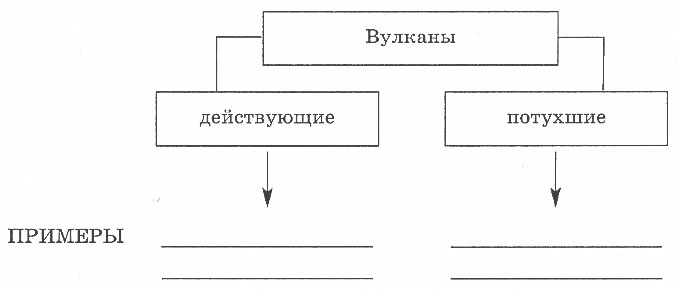 Вулканы
действующие
потухшие
ПРИМЕРЫ